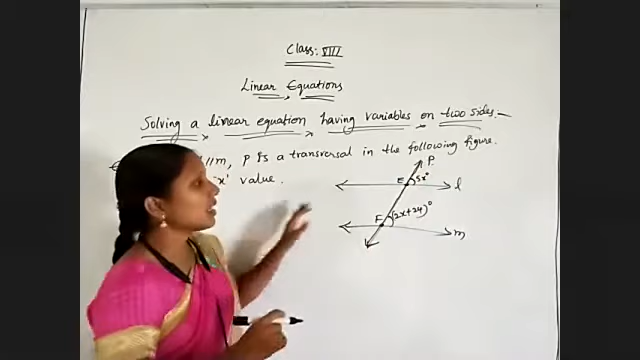 Class: VIII
Linear Equations
Solving a linear equation having variables on two sides.-
//m, P is a transversal in the following figure.
'x' value.
P
E 5x° l
F (2x+24)° m